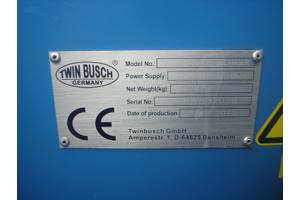 TWIN BUSCH
GERMANY
Model No.:
Power Supply
Net Weight(kg)
Serial No.:
Date of production
CE
Twinbusch GmbH
Amperestr. 1, D-64625 Bensheim